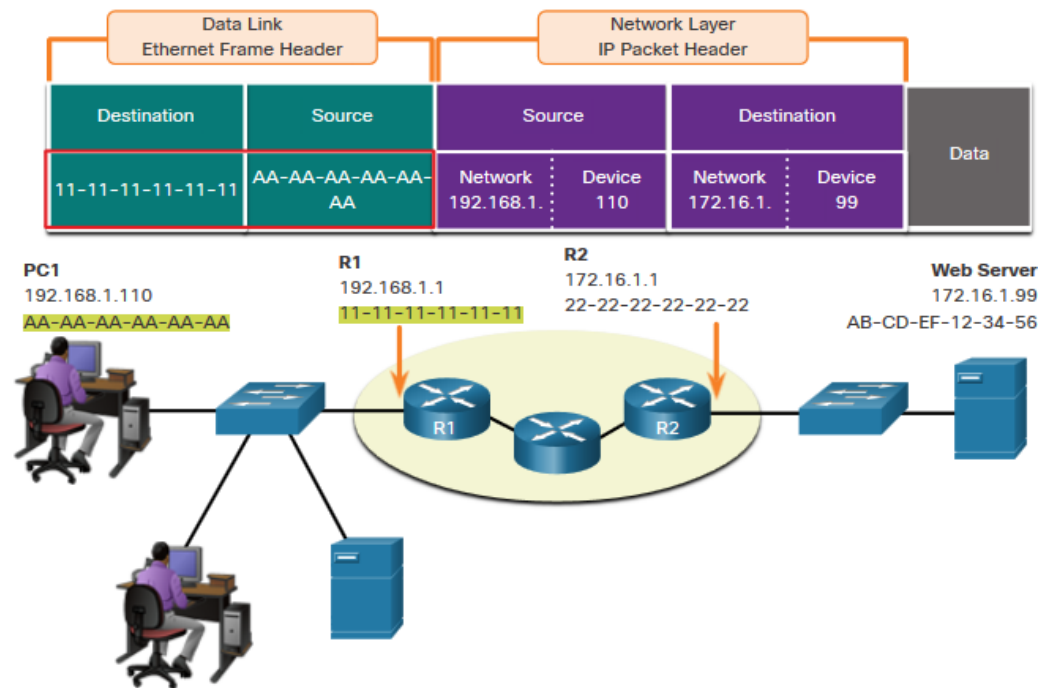 Data Link
Ethernet Frame Header
Network Layer
IP Packet Header
Destination
Source
Source
Destination
Data
11-11-11-11-11-11
AA-AA-AA-AA-AA-
AA
Network
192.168.1.
Device
110
Network
172.16.1.
Device
99
PC1
192.168.1.110
AA-AA-AA-AA-AA-AA
R1
192.168.1.1
11-11-11-11-11-11
R2
172.16.1.1
22-22-22-22-22-22
Web Server
172.16.1.99
AB-CD-EF-12-34-56
R1
R2